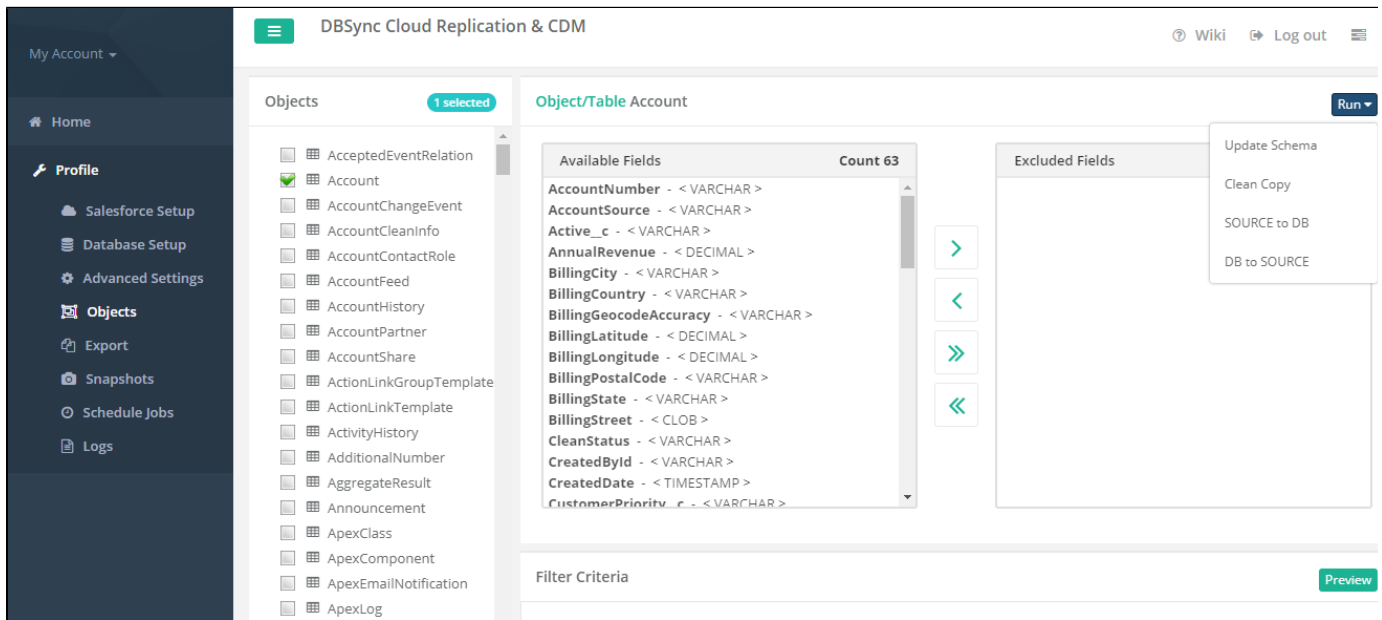 DBSync Cloud Replication & CDM
Wiki
Log out
My Account
Home
Profile
Salesforce Setup
Database Setup
Advanced Settings
Objects
Export
Snapshots
Schedule Jobs
Logs
Objects
1 selected
AcceptedEventRelation
Account
AccountChangeEvent
AccountCleanInfo
AccountContactRole
AccountFeed
AccountHistory
AccountPartner
AccountShare
ActionLinkGroupTemplate
ActionLinkTemplate
ActivityHistory
AdditionalNumber
AggregateResult
Announcement
ApexClass
ApexComponent
ApexEmailNotification
ApexLog
Object/Table Account
Run
Update Schema
Clean Copy
SOURCE to DB
DB to SOURCE
Available Fields Count 63
AccountNumber - < VARCHAR >
AccountSource - < VARCHAR >
Active__c - < VARCHAR >
AnnualRevenue - < DECIMAL >
BillingCity - < VARCHAR >
BillingCountry - < VARCHAR >
BillingGeocodeAccuracy - < VARCHAR >
BillingLatitude - < DECIMAL >
BillingLongitude - < DECIMAL >
BillingPostalCode - < VARCHAR >
BillingState - < VARCHAR >
BillingStreet - < CLOB >
CleanStatus - < VARCHAR >
CreatedById - < VARCHAR >
CreatedDate - < TIMESTAMP >
CustomerPriority__c - < VARCHAR >
Excluded Fields
Filter Criteria
Preview